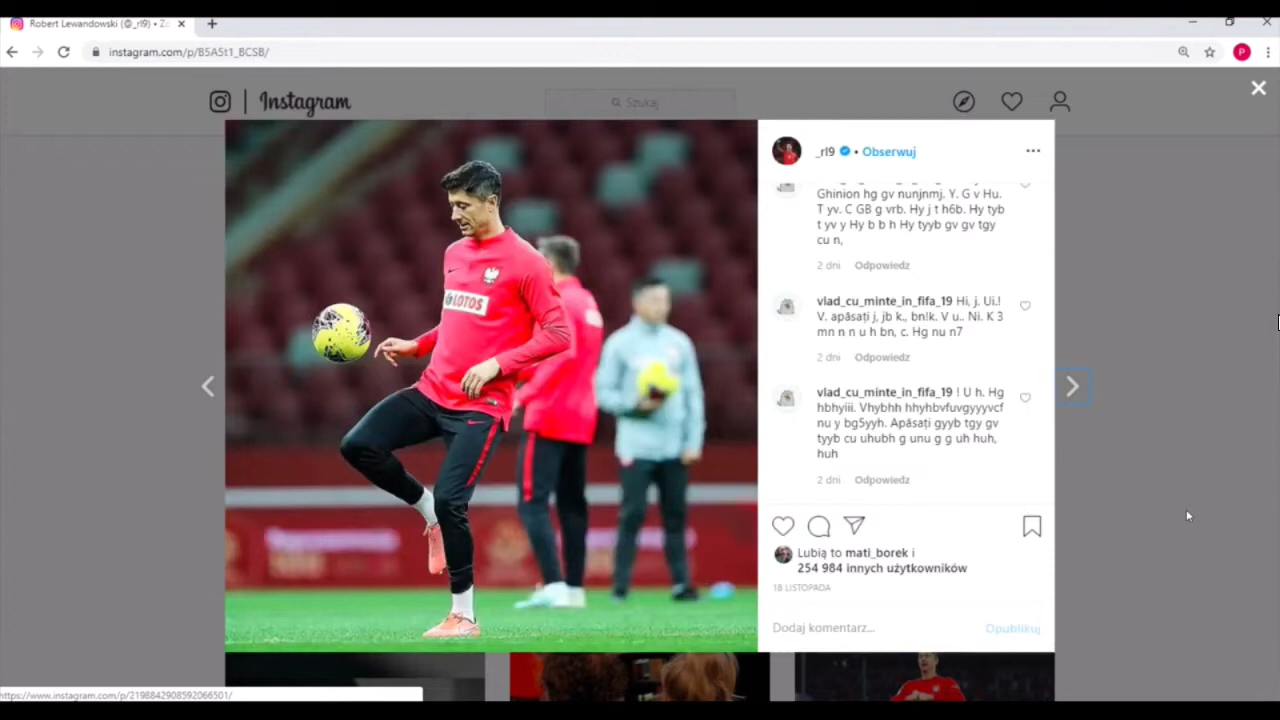 Robert Lewandowski (@_rl9) • Z
instagram.com/p/B5A5t1_BCSB/
P
Instagram
Szukaj
_rl9 • Obserwuj
Ghinion hg gv nunjnmj. Y. G v Hu.
T yv. C GB g vrb. Hy j t h6b. Hy tyb
t yv y Hy b b h Hy tyyb gv gv tgy
cu n,
2 dni Odpowiedz
vlad_cu_minte_in_fifa_19 Hi, j. Ui.!
V. apăsați j, jb k., bn!k. V u.. Ni. K 3
mn n n u h bn, c. Hg nu n7
2 dni Odpowiedz
vlad_cu_minte_in_fifa_19 ! U h. Hg
hbhyiii. Vhybhh hhyhbvfuvgyyyvcf
nu y bg5yyh. Apăsați gyyb tgy gv
tyyb cu uhubh g unu g g uh huh,
huh
2 dni Odpowiedz
LOTOS
Lubią to mati_borek i
254 984 innych użytkowników
18 LISTOPADA
Dodaj komentarz...
Opublikuj
https://www.instagram.com/p/2198842908592066501/